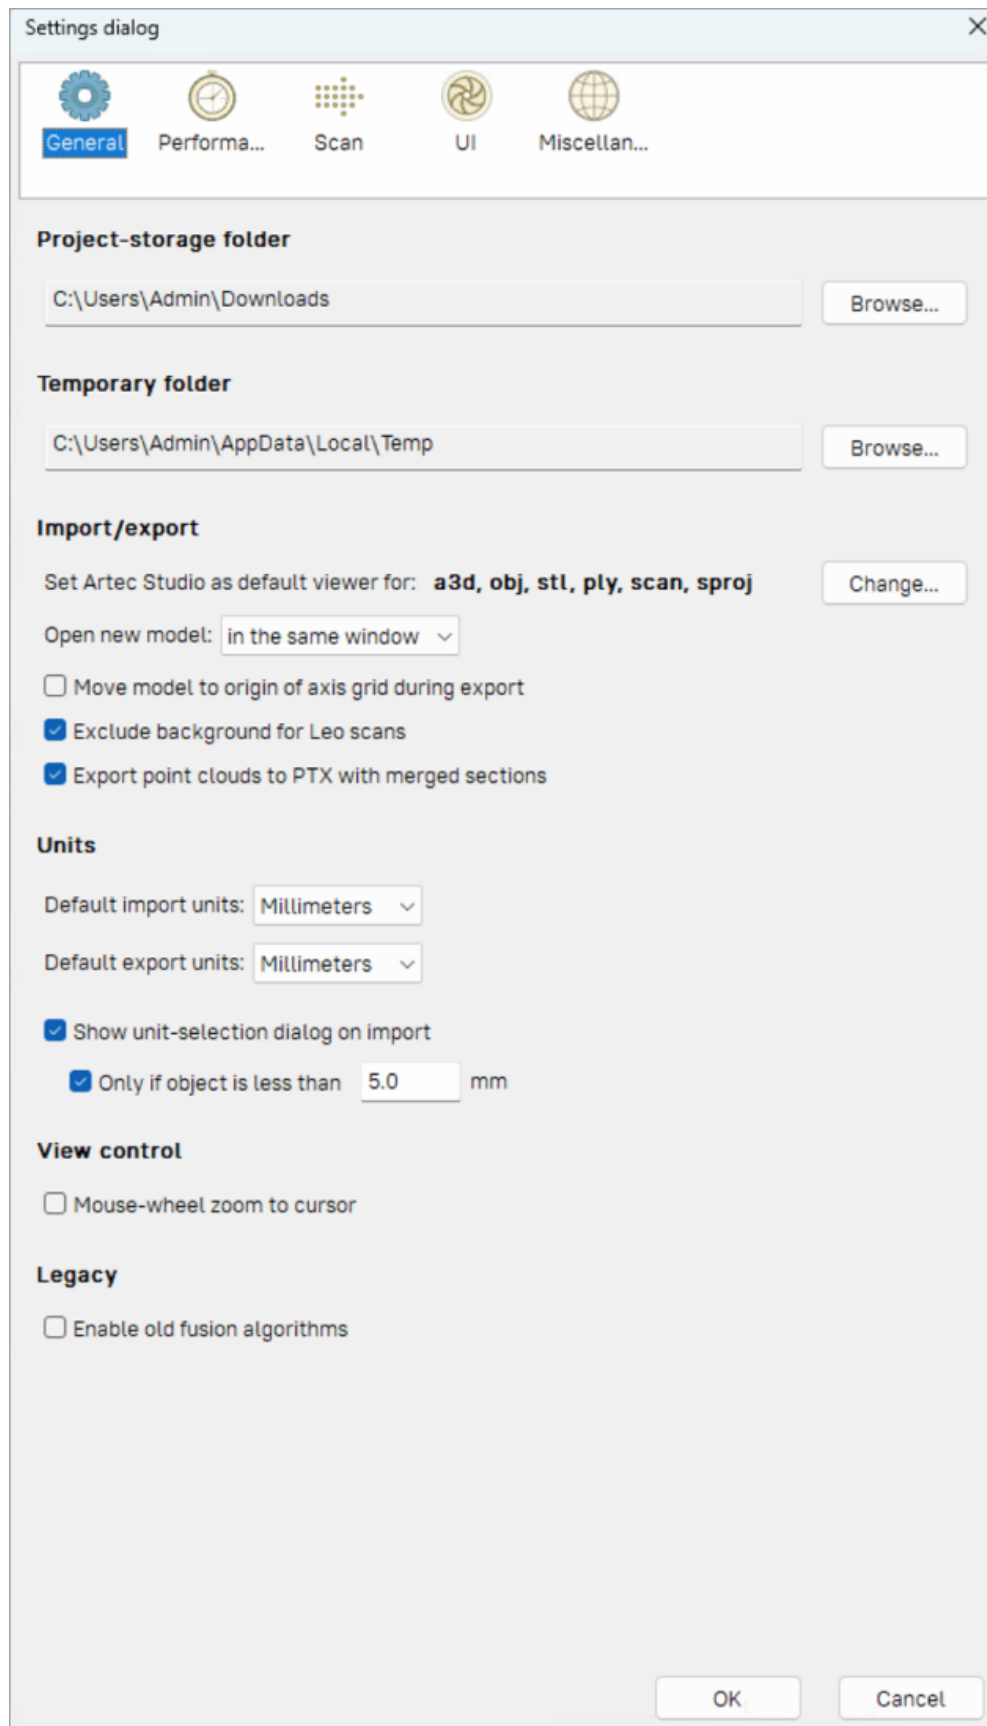 Settings dialog
General Performa... Scan UI Miscellan...
Project-storage folder
C:\Users\Admin\Downloads Browse...
Temporary folder
C:\Users\Admin\AppData\Local\Temp Browse...
Import/export
Set Artec Studio as default viewer for: a3d, obj, stl, ply, scan, sproj Change...
Open new model: in the same window
Move model to origin of axis grid during export
Exclude background for Leo scans
Export point clouds to PTX with merged sections
Units
Default import units: Millimeters
Default export units: Millimeters
Show unit-selection dialog on import
Only if object is less than 5.0 mm
View control
Mouse-wheel zoom to cursor
Legacy
Enable old fusion algorithms
OK Cancel